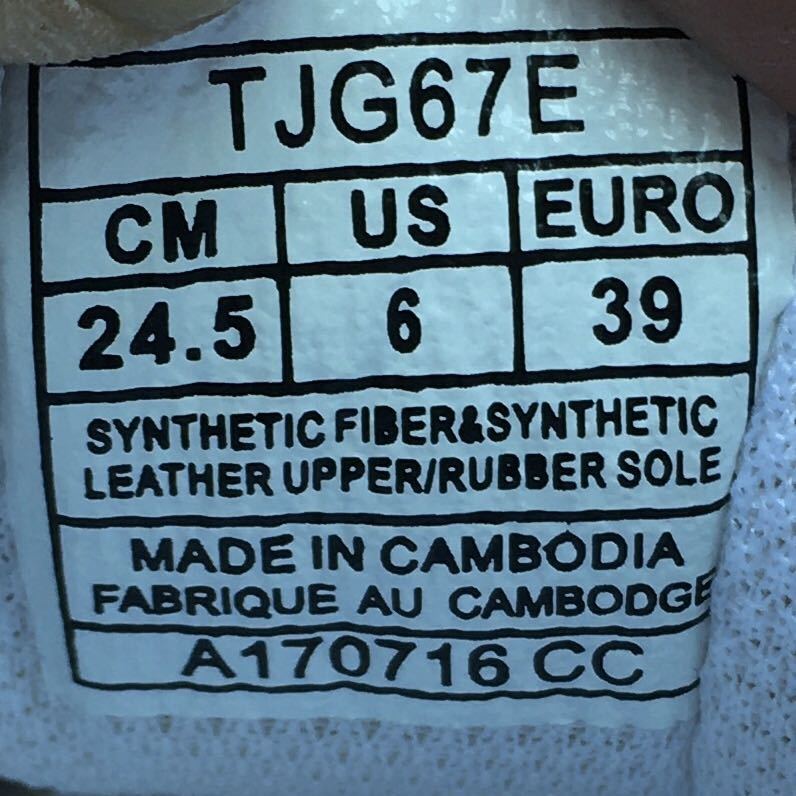 TJG67E
CM US EURO
24.5 6 39
SYNTHETIC FIBER&SYNTHETIC
LEATHER UPPER/RUBBER SOLE
MADE IN CAMBODIA
FABRIQUE AU CAMBODGE
A170716 CC